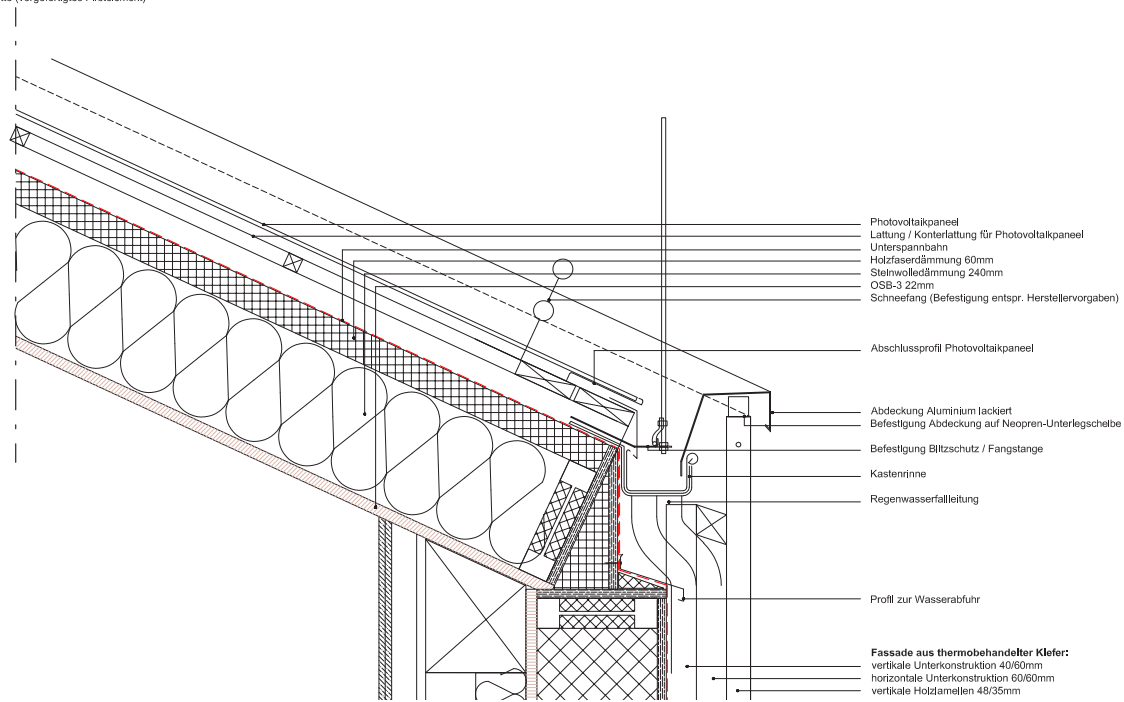 Photovoltaikpaneel
Lattung / Konterlattung für Photovoltaikpaneel
Unterspannbahn
Holzfaserdämmung 60mm
Steinwolledämmung 240mm
OSB-3 22mm
Schneefang (Befestigung entspr. Herstellervorgaben)
Abschlussprofil Photovoltaikpaneel
Abdeckung Aluminium lackiert
Befestigung Abdeckung auf Neopren-Unterlegscheibe
Befestigung Blitzschutz / Fangstange
Kastenrinne
Regenwasserfallleitung
Profil zur Wasserabfuhr
Fassade aus thermobehandelter Kiefer:
vertikale Unterkonstruktion 40/60mm
horizontale Unterkonstruktion 60/60mm
vertikale Holzlamellen 48/35mm